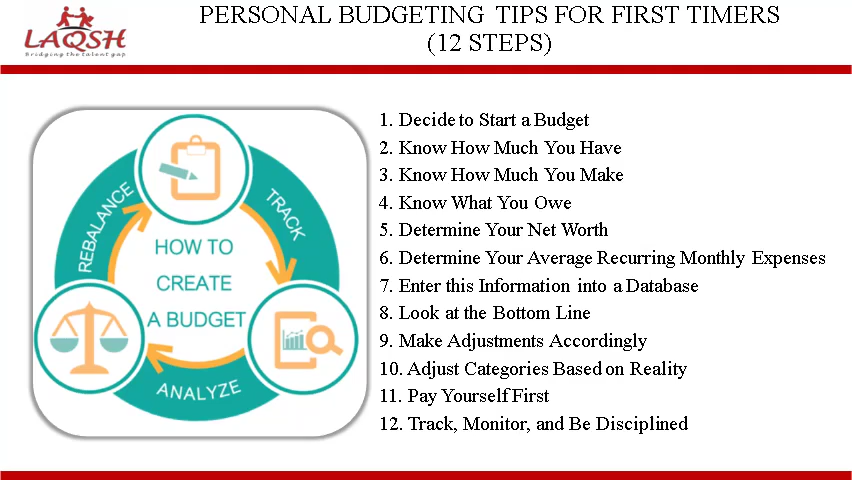 LAQSH
Bridging the talent gap
PERSONAL BUDGETING TIPS FOR FIRST TIMERS
(12 STEPS)
REBALANCE
TRACK
HOW TO
CREATE
A BUDGET
ANALYZE
1. Decide to Start a Budget
2. Know How Much You Have
3. Know How Much You Make
4. Know What You Owe
5. Determine Your Net Worth
6. Determine Your Average Recurring Monthly Expenses
7. Enter this Information into a Database
8. Look at the Bottom Line
9. Make Adjustments Accordingly
10. Adjust Categories Based on Reality
11. Pay Yourself First
12. Track, Monitor, and Be Disciplined